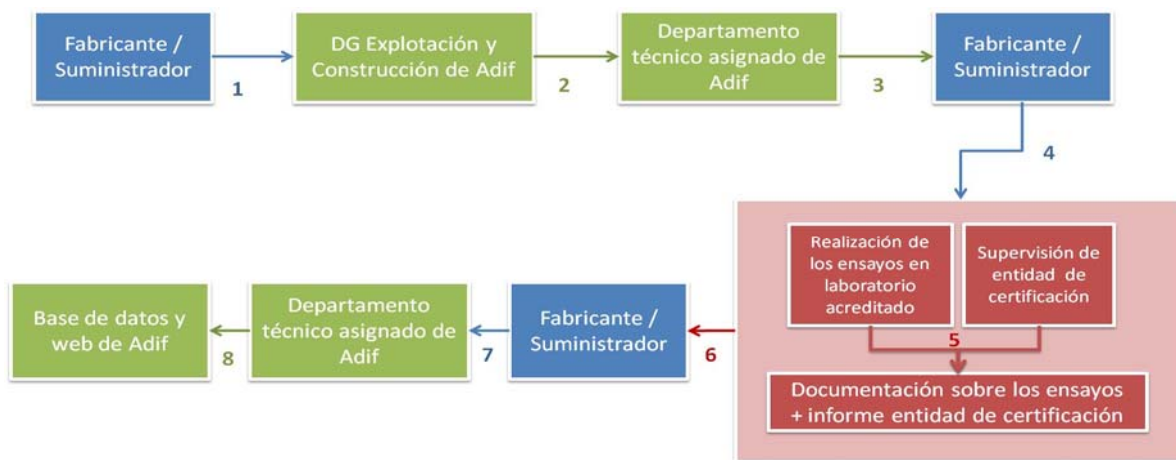 Fabricante /
Suministrador
1
DG Explotación y
Construcción de Adif
2
Departamento
técnico asignado de
Adif
3
Fabricante /
Suministrador
4
Realización de
los ensayos en
laboratorio
acreditado
Supervisión de
entidad de
certificación
5
Documentación sobre los ensayos
+ informe entidad de certificación
6
Fabricante /
Suministrador
7
Departamento
técnico asignado de
Adif
8
Base de datos y
web de Adif